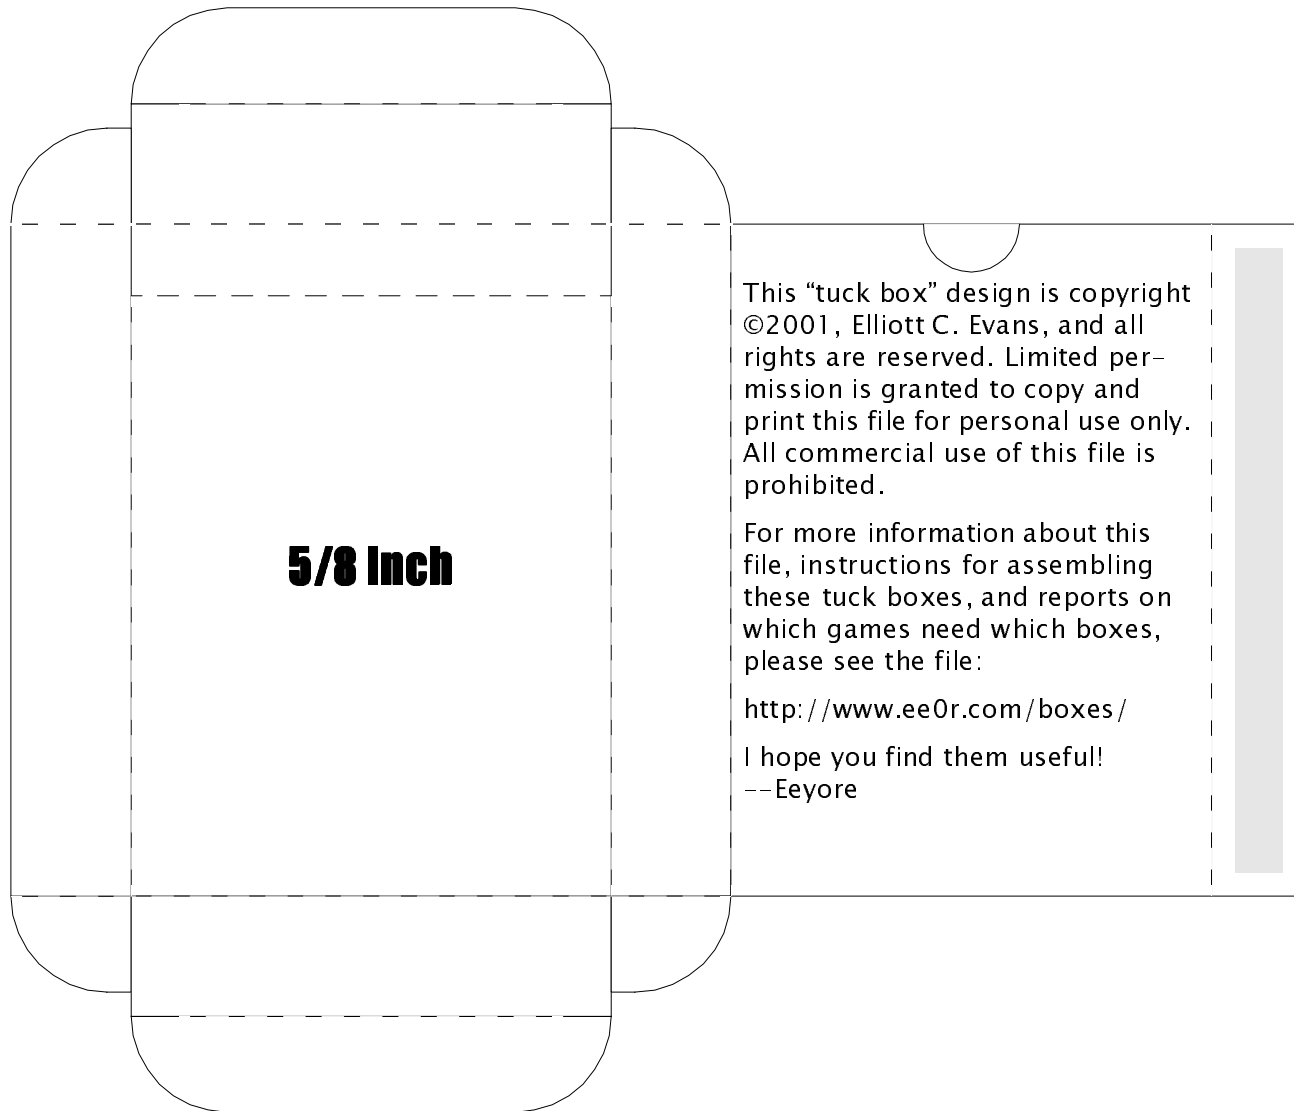 This “tuck box” design is copyright
©2001, Elliott C. Evans, and all
rights are reserved. Limited per-
mission is granted to copy and
print this file for personal use only.
All commercial use of this file is
prohibited.
For more information about this
file, instructions for assembling
these tuck boxes, and reports on
which games need which boxes,
please see the file:
http://www.ee0r.com/boxes/
I hope you find them useful!
--Eeyore
5/8 Inch